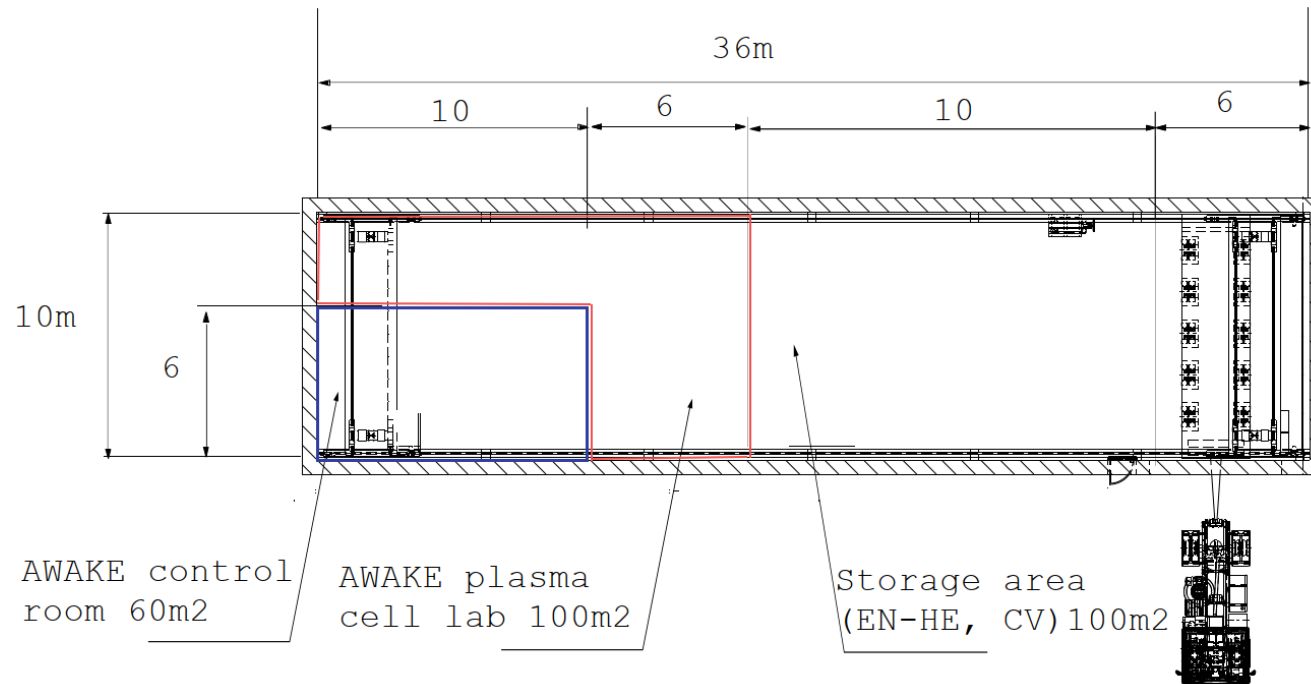 36m
10
6
10
6
10m
6
AWAKE control
room 60m2
AWAKE plasma
cell lab 100m2
Storage area
(EN-HE, CV)100m2